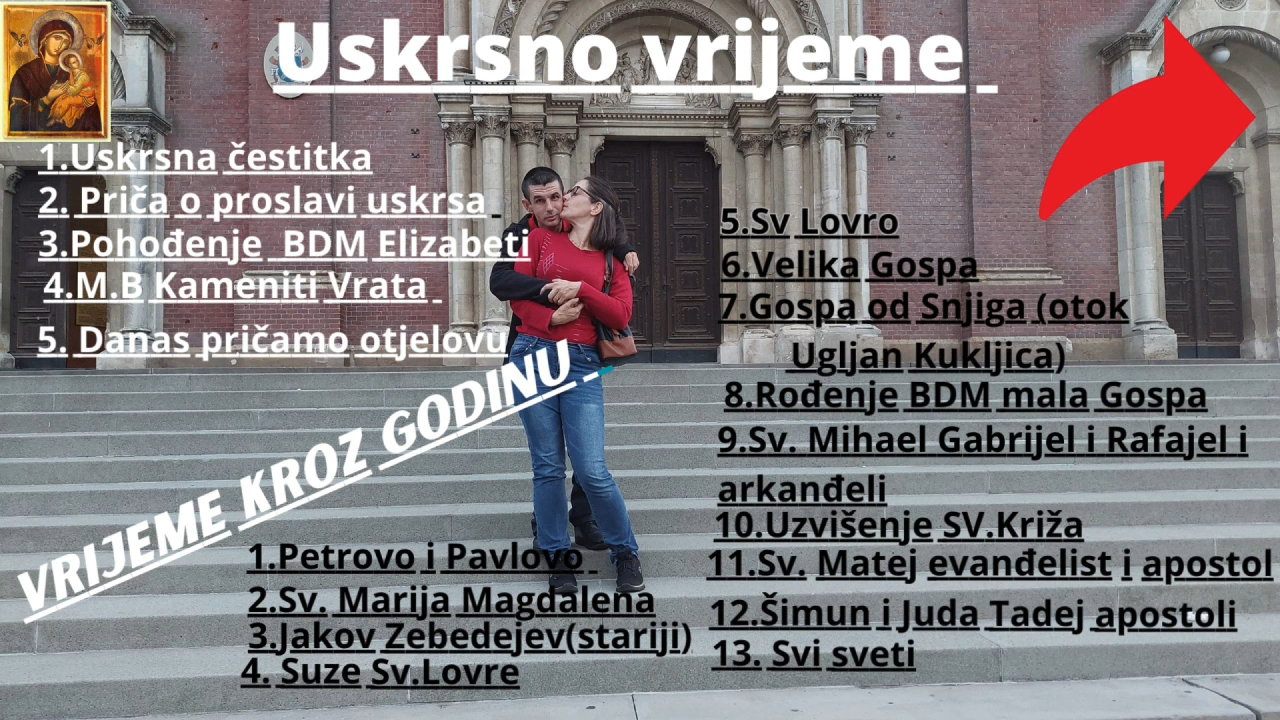 Uskrsno vrijeme
1.Uskrsna čestitka
2. Priča o proslavi uskrsa
3.Pohođenje BDM Elizabeti
4.M.B Kameniti Vrata
5. Danas pričamo otjelovu
VRIJEME KROZ GODINU
1.Petrovo i Pavlovo
2.Sv. Marija Magdalena
3.Jakov Zebedejev(stariji)
4. Suze Sv.Lovre
5.Sv Lovro
6.Velika Gospa
7.Gospa od Snjiga (otok
Ugljan Kukljica)
8.Rođenje BDM mala Gospa
9.Sv. Mihael Gabrijel i Rafajel i
arkanđeli
10.Uzvišenje SV.Križa
11.Sv. Matej evanđelist i apostol
12.Šimun i Juda Tadej apostoli
13. Svi sveti